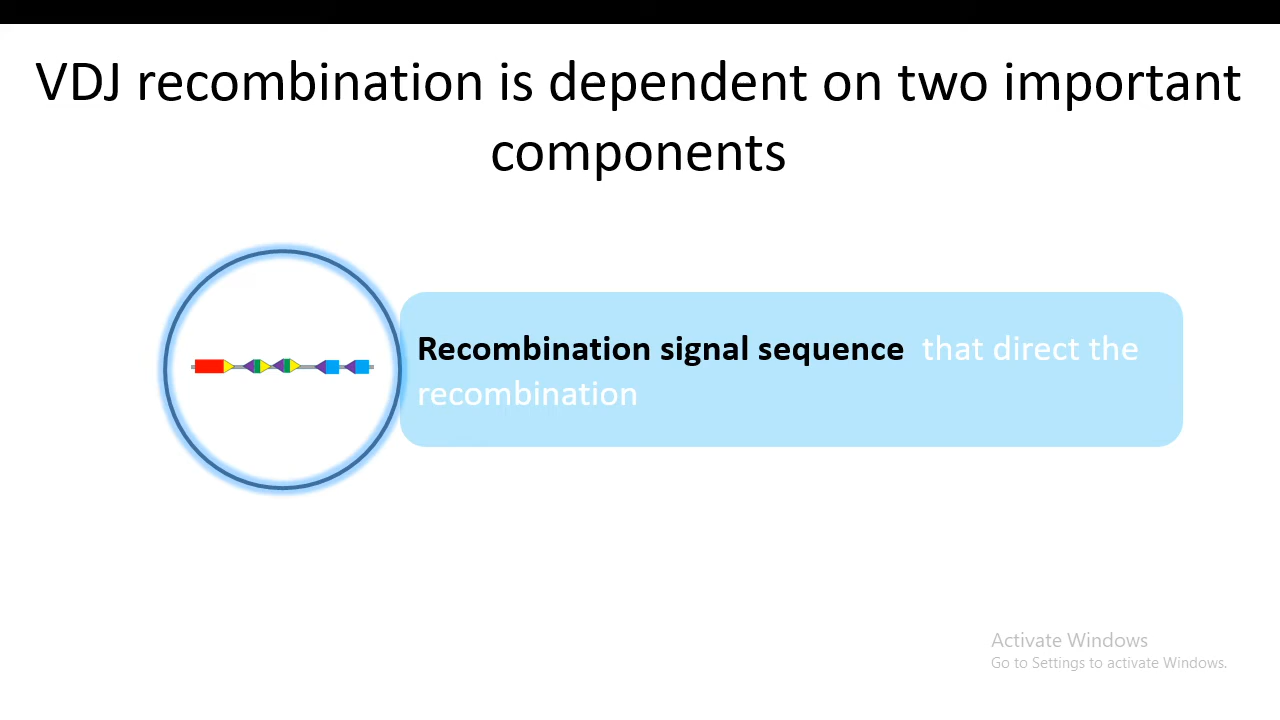 VDJ recombination is dependent on two important
components
Recombination signal sequence that direct the
recombination
Activate Windows
Go to Settings to activate Windows.